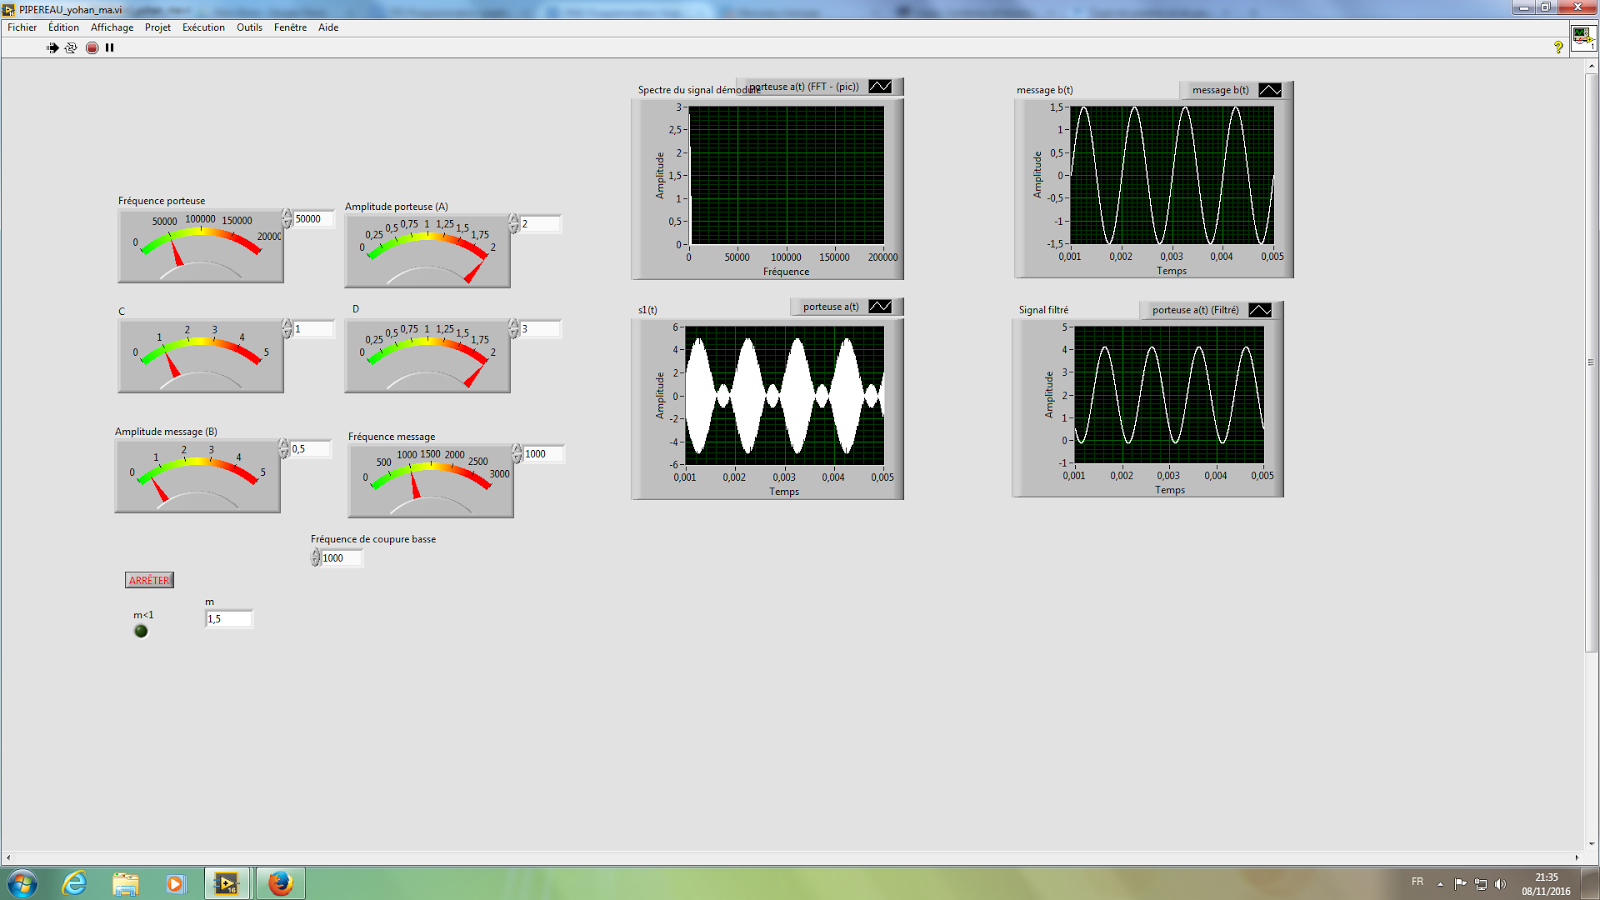 PIPEREAU_yohan_ma.vi
Fichier Édition Affichage Projet Exécution Outils Fenêtre Aide
1
Spectre du signal démodulé
porteuse a(t) (FFT - (pic))
Amplitude
3
2,5
2
1,5
1
0,5
0
0 50000 100000 150000 200000
Fréquence
message b(t)
message b(t)
Amplitude
1,5
1
0,5
0
-0,5
-1
-1,5
0,001 0,002 0,003 0,004 0,005
Temps
Fréquence porteuse
0 50000 100000 150000 20000
50000
Amplitude porteuse (A)
0 0,25 0,5 0,75 1 1,25 1,5 1,75 2
2
C
0 1 2 3 4 5
1
D
0 0,25 0,5 0,75 1 1,25 1,5 1,75 2
3
s1(t)
porteuse a(t)
Amplitude
6
4
2
0
-2
-4
-6
0,001 0,002 0,003 0,004 0,005
Temps
Signal filtré
porteuse a(t) (Filtré)
Amplitude
5
4
3
2
1
0
-1
0,001 0,002 0,003 0,004 0,005
Temps
Amplitude message (B)
0 1 2 3 4 5
0,5
Fréquence message
0 500 1000 1500 2000 2500 3000
1000
Fréquence de coupure basse
1000
ARRÊTER
m<1
m
1,5
16
FR
21:35
08/11/2016